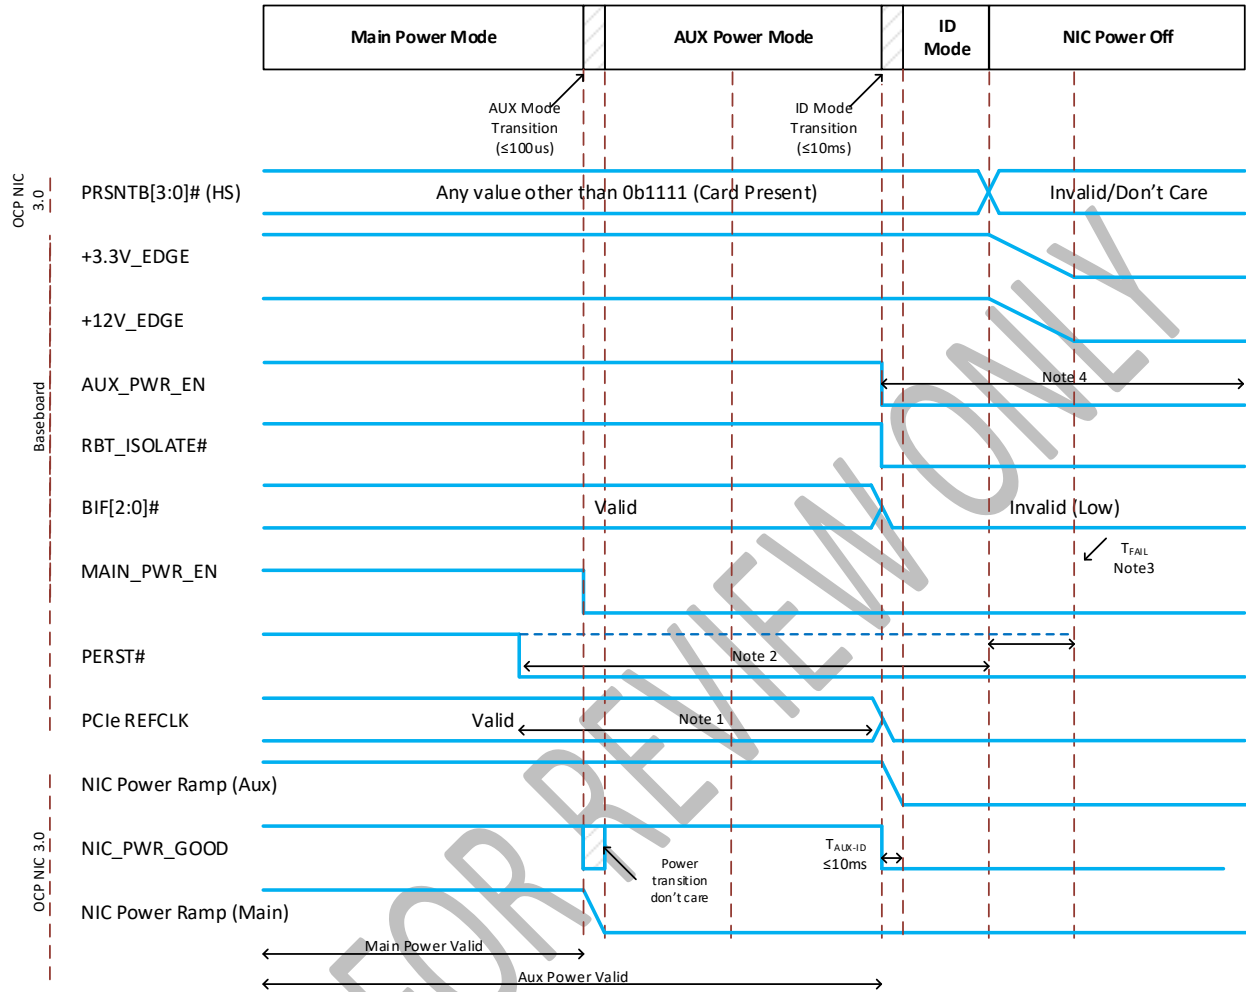 Main Power Mode
AUX Power Mode
ID
Mode
NIC Power Off
AUX Mode
Transition
(≤100us)
ID Mode
Transition
(≤10ms)
OCP NIC
3.0
PRSNTB[3:0]# (HS)
Any value other than 0b1111 (Card Present)
Invalid/Don't Care
+3.3V_EDGE
+12V_EDGE
Baseboard
AUX_PWR_EN
Note 4
RBT_ISOLATE#
BIF[2:0]#
Valid
Invalid (Low)
TFAIL
Note3
MAIN_PWR_EN
PERST#
Note 2
PCIe REFCLK
Valid
Note 1
NIC Power Ramp (Aux)
OCP NIC 3.0
NIC_PWR_GOOD
Power
transition
don't care
TAUX-ID
≤10ms
NIC Power Ramp (Main)
Main Power Valid
Aux Power Valid
FOR REVIEW ONLY